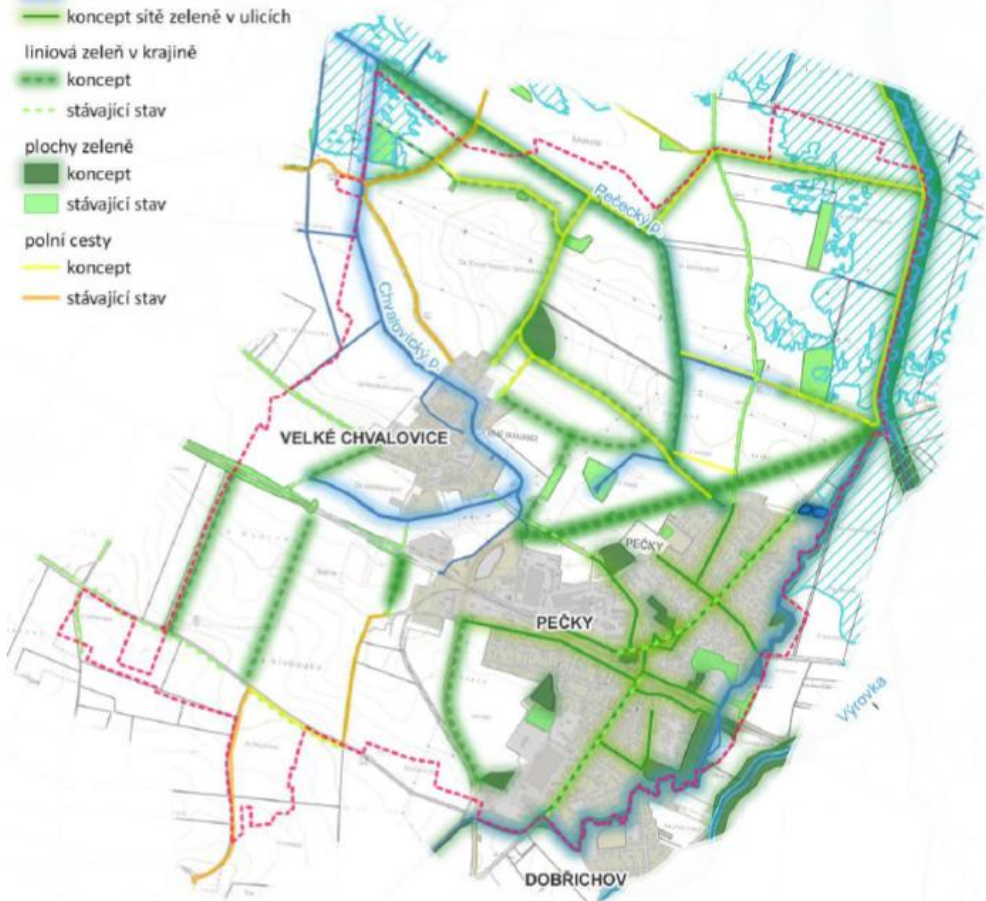 koncept sítě zeleně v ulicích
liniová zeleň v krajině
koncept
stávající stav
plochy zeleně
koncept
stávající stav
polní cesty
koncept
stávající stav
Pečecký p.
Chvalovický p.
VELKÉ CHVALOVICE
PEČKY
PEČKY
Výrovka
DOBŘICHOV